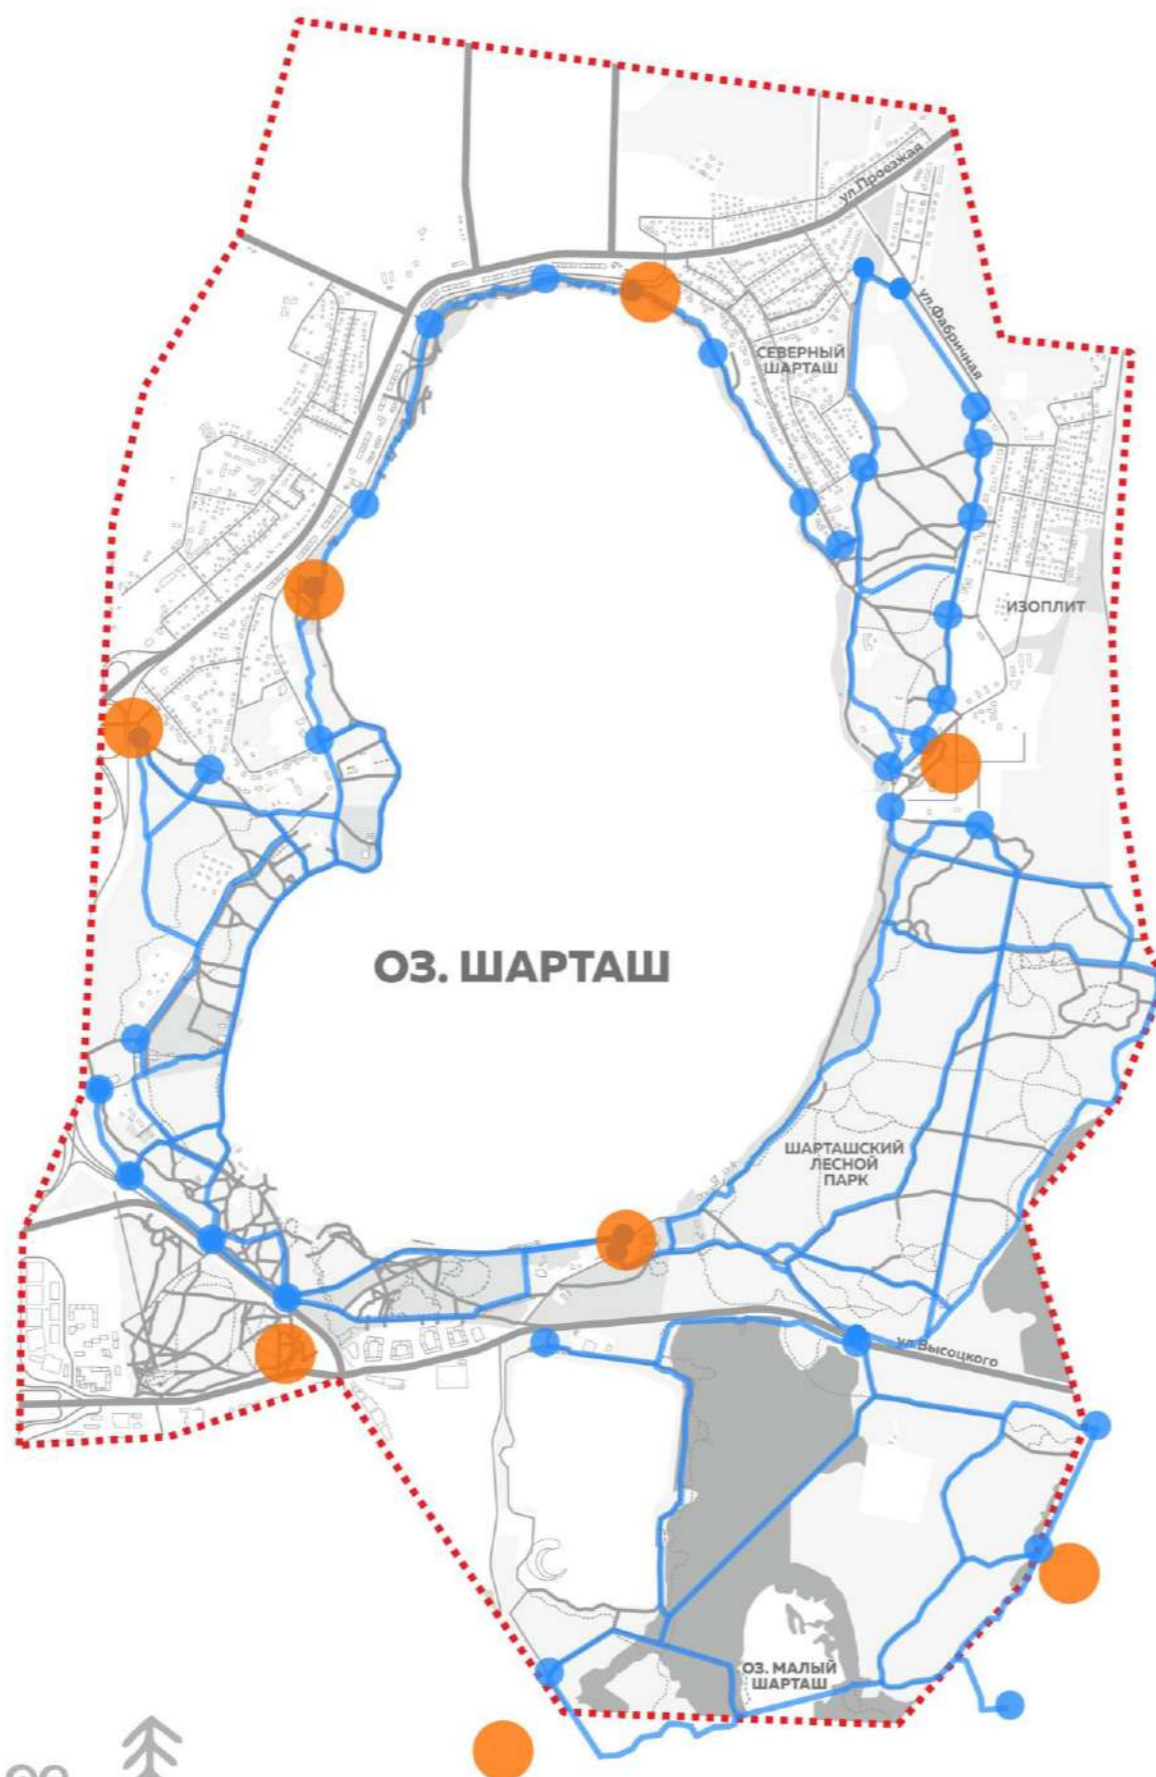 ул.Проезжая
ул.Фабричная
СЕВЕРНЫЙ
ШАРТАШ
ИЗОПЛИТ
ОЗ. ШАРТАШ
ШАРТАШСКИЙ
ЛЕСНОЙ
ПАРК
ул.Высоцкого
ОЗ. МАЛЫЙ
ШАРТАШ